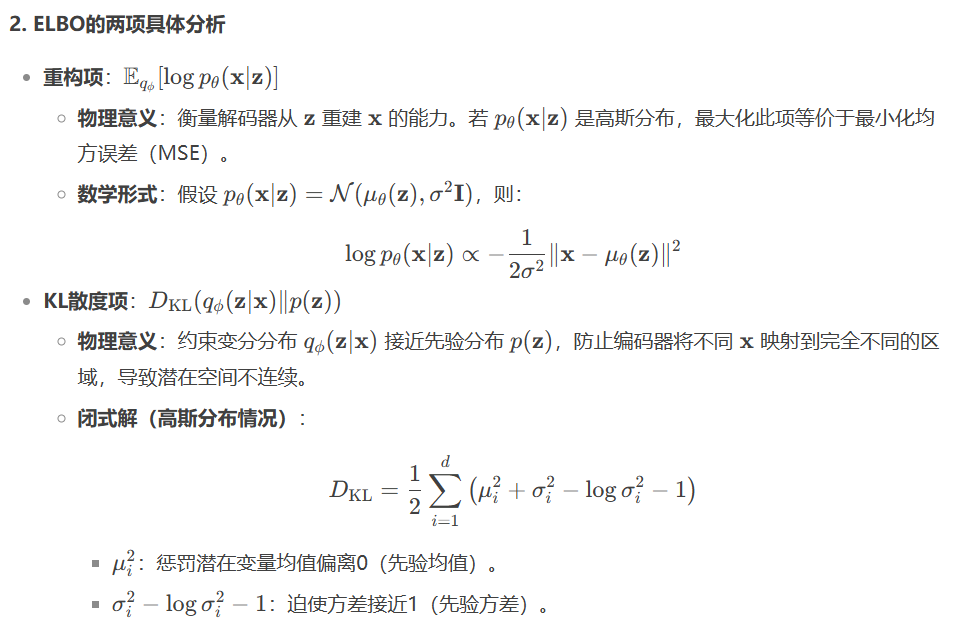 2. ELBO的两项具体分析
• 重构项：$\mathbb{E}_{q_\phi}[\log p_\theta(\mathbf{x}|\mathbf{z})]$
◦ 物理意义：衡量解码器从 $\mathbf{z}$ 重建 $\mathbf{x}$ 的能力。若 $p_\theta(\mathbf{x}|\mathbf{z})$ 是高斯分布，最大化此项等价于最小化均
方误差（MSE）。
◦ 数学形式：假设 $p_\theta(\mathbf{x}|\mathbf{z}) = \mathcal{N}(\mu_\theta(\mathbf{z}), \sigma^2\mathbf{I})$，则：
$\log p_\theta(\mathbf{x}|\mathbf{z}) \propto -\frac{1}{2\sigma^2}\|\mathbf{x} - \mu_\theta(\mathbf{z})\|^2$
• KL散度项：$D_{\mathrm{KL}}(q_\phi(\mathbf{z}|\mathbf{x})\|p(\mathbf{z}))$
◦ 物理意义：约束变分分布 $q_\phi(\mathbf{z}|\mathbf{x})$ 接近先验分布 $p(\mathbf{z})$，防止编码器将不同 $\mathbf{x}$ 映射到完全不同的区
域，导致潜在空间不连续。
◦ 闭式解（高斯分布情况）：
$D_{\mathrm{KL}} = \frac{1}{2}\sum_{i=1}^{d}\left(\mu_i^2 + \sigma_i^2 - \log \sigma_i^2 - 1\right)$
▪ $\mu_i^2$：惩罚潜在变量均值偏离0（先验均值）。
▪ $\sigma_i^2 - \log \sigma_i^2 - 1$：迫使方差接近1（先验方差）。